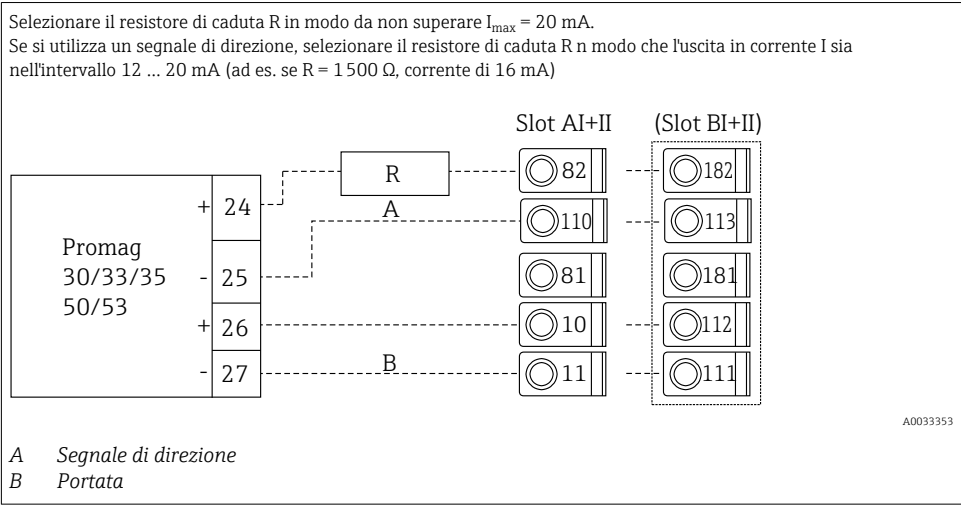 Selezionare il resistore di caduta R in modo da non superare Imax = 20 mA.
Se si utilizza un segnale di direzione, selezionare il resistore di caduta R n modo che l'uscita in corrente I sia
nell'intervallo 12 ... 20 mA (ad es. se R = 1500 Ω, corrente di 16 mA)
Slot AI+II (Slot BI+II)
R 82 182
+ 24 A 110 113
Promag
30/33/35 - 25 81 181
50/53
+ 26 10 112
- 27 B 11 111
A0033353
A Segnale di direzione
B Portata